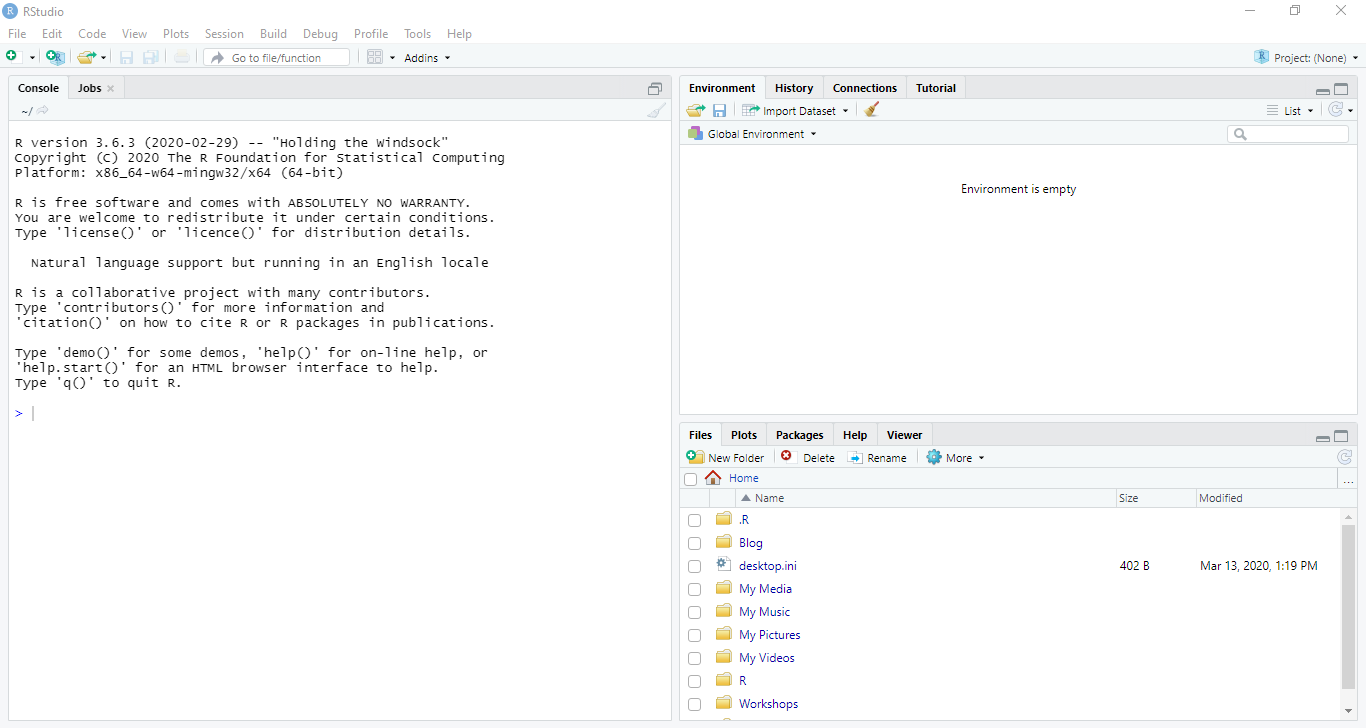 RStudio
File Edit Code View Plots Session Build Debug Profile Tools Help
Go to file/function Addins Project: (None)
Console Jobs
~/
R version 3.6.3 (2020-02-29) -- "Holding the Windsock"
Copyright (C) 2020 The R Foundation for Statistical Computing
Platform: x86_64-w64-mingw32/x64 (64-bit)
R is free software and comes with ABSOLUTELY NO WARRANTY.
You are welcome to redistribute it under certain conditions.
Type 'license()' or 'licence()' for distribution details.
Natural language support but running in an English locale
R is a collaborative project with many contributors.
Type 'contributors()' for more information and
'citation()' on how to cite R or R packages in publications.
Type 'demo()' for some demos, 'help()' for on-line help, or
'help.start()' for an HTML browser interface to help.
Type 'q()' to quit R.
>
Environment History Connections Tutorial
Import Dataset List
Global Environment
Environment is empty
Files Plots Packages Help Viewer
New Folder Delete Rename More
Home ...
Name Size Modified
.R
Blog
desktop.ini 402 B Mar 13, 2020, 1:19 PM
My Media
My Music
My Pictures
My Videos
R
Workshops